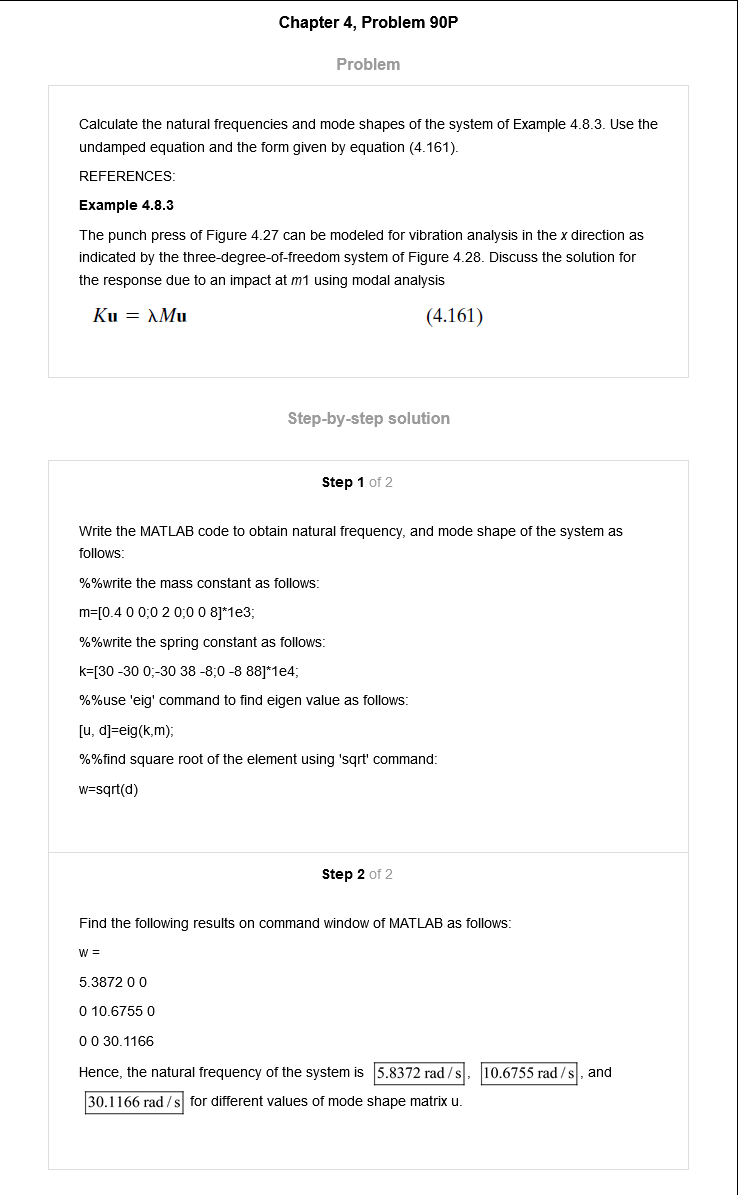 Chapter 4, Problem 90P
Problem
Calculate the natural frequencies and mode shapes of the system of Example 4.8.3. Use the
undamped equation and the form given by equation (4.161).
REFERENCES:
Example 4.8.3
The punch press of Figure 4.27 can be modeled for vibration analysis in the x direction as
indicated by the three-degree-of-freedom system of Figure 4.28. Discuss the solution for
the response due to an impact at m1 using modal analysis
Ku = λMu (4.161)
Step-by-step solution
Step 1 of 2
Write the MATLAB code to obtain natural frequency, and mode shape of the system as
follows:
%%write the mass constant as follows:
m=[0.4 0 0;0 2 0;0 0 8]*1e3;
%%write the spring constant as follows:
k=[30 -30 0;-30 38 -8;0 -8 88]*1e4;
%%use 'eig' command to find eigen value as follows:
[u, d]=eig(k,m);
%%find square root of the element using 'sqrt' command:
w=sqrt(d)
Step 2 of 2
Find the following results on command window of MATLAB as follows:
w =
5.3872 0 0
0 10.6755 0
0 0 30.1166
Hence, the natural frequency of the system is 5.8372 rad / s, 10.6755 rad / s, and
30.1166 rad / s for different values of mode shape matrix u.